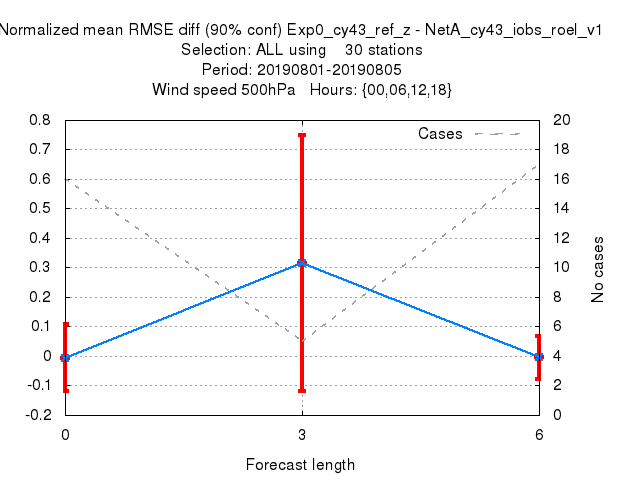 Normalized mean RMSE diff (90% conf) Exp0_cy43_ref_z - NetA_cy43_iobs_roel_v1
Selection: ALL using 30 stations
Period: 20190801-20190805
Wind speed 500hPa Hours: {00,06,12,18}
Cases
0.8
0.7
0.6
0.5
0.4
0.3
0.2
0.1
0
-0.1
-0.2
20
18
16
14
12
10
8
6
4
2
0
No cases
0 3 6
Forecast length